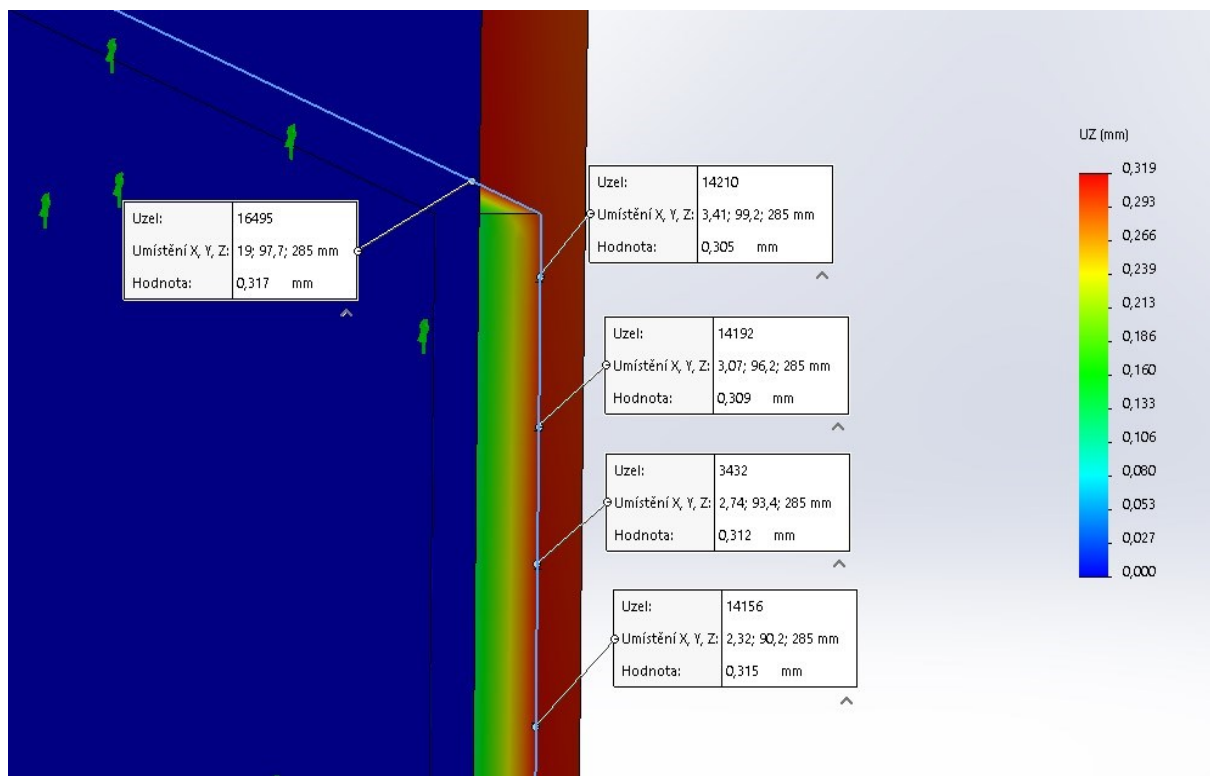 UZ (mm)
0,319
0,293
0,266
0,239
0,213
0,186
0,160
0,133
0,106
0,080
0,053
0,027
0,000
Uzel: 16495
Umístění X, Y, Z: 19; 97,7; 285 mm
Hodnota: 0,317 mm
Uzel: 14210
Umístění X, Y, Z: 3,41; 99,2; 285 mm
Hodnota: 0,305 mm
Uzel: 14192
Umístění X, Y, Z: 3,07; 96,2; 285 mm
Hodnota: 0,309 mm
Uzel: 3432
Umístění X, Y, Z: 2,74; 93,4; 285 mm
Hodnota: 0,312 mm
Uzel: 14156
Umístění X, Y, Z: 2,32; 90,2; 285 mm
Hodnota: 0,315 mm